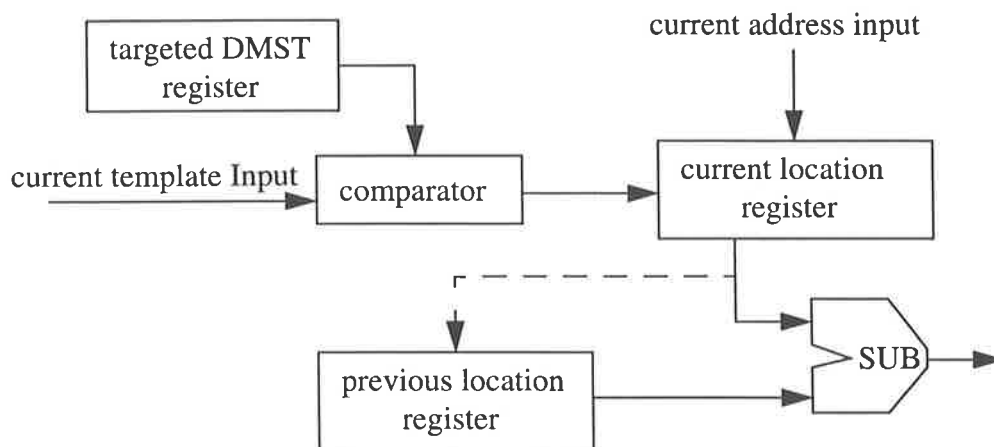 targeted DMST
register
current address input
current template Input
comparator
current location
register
SUB
previous location
register